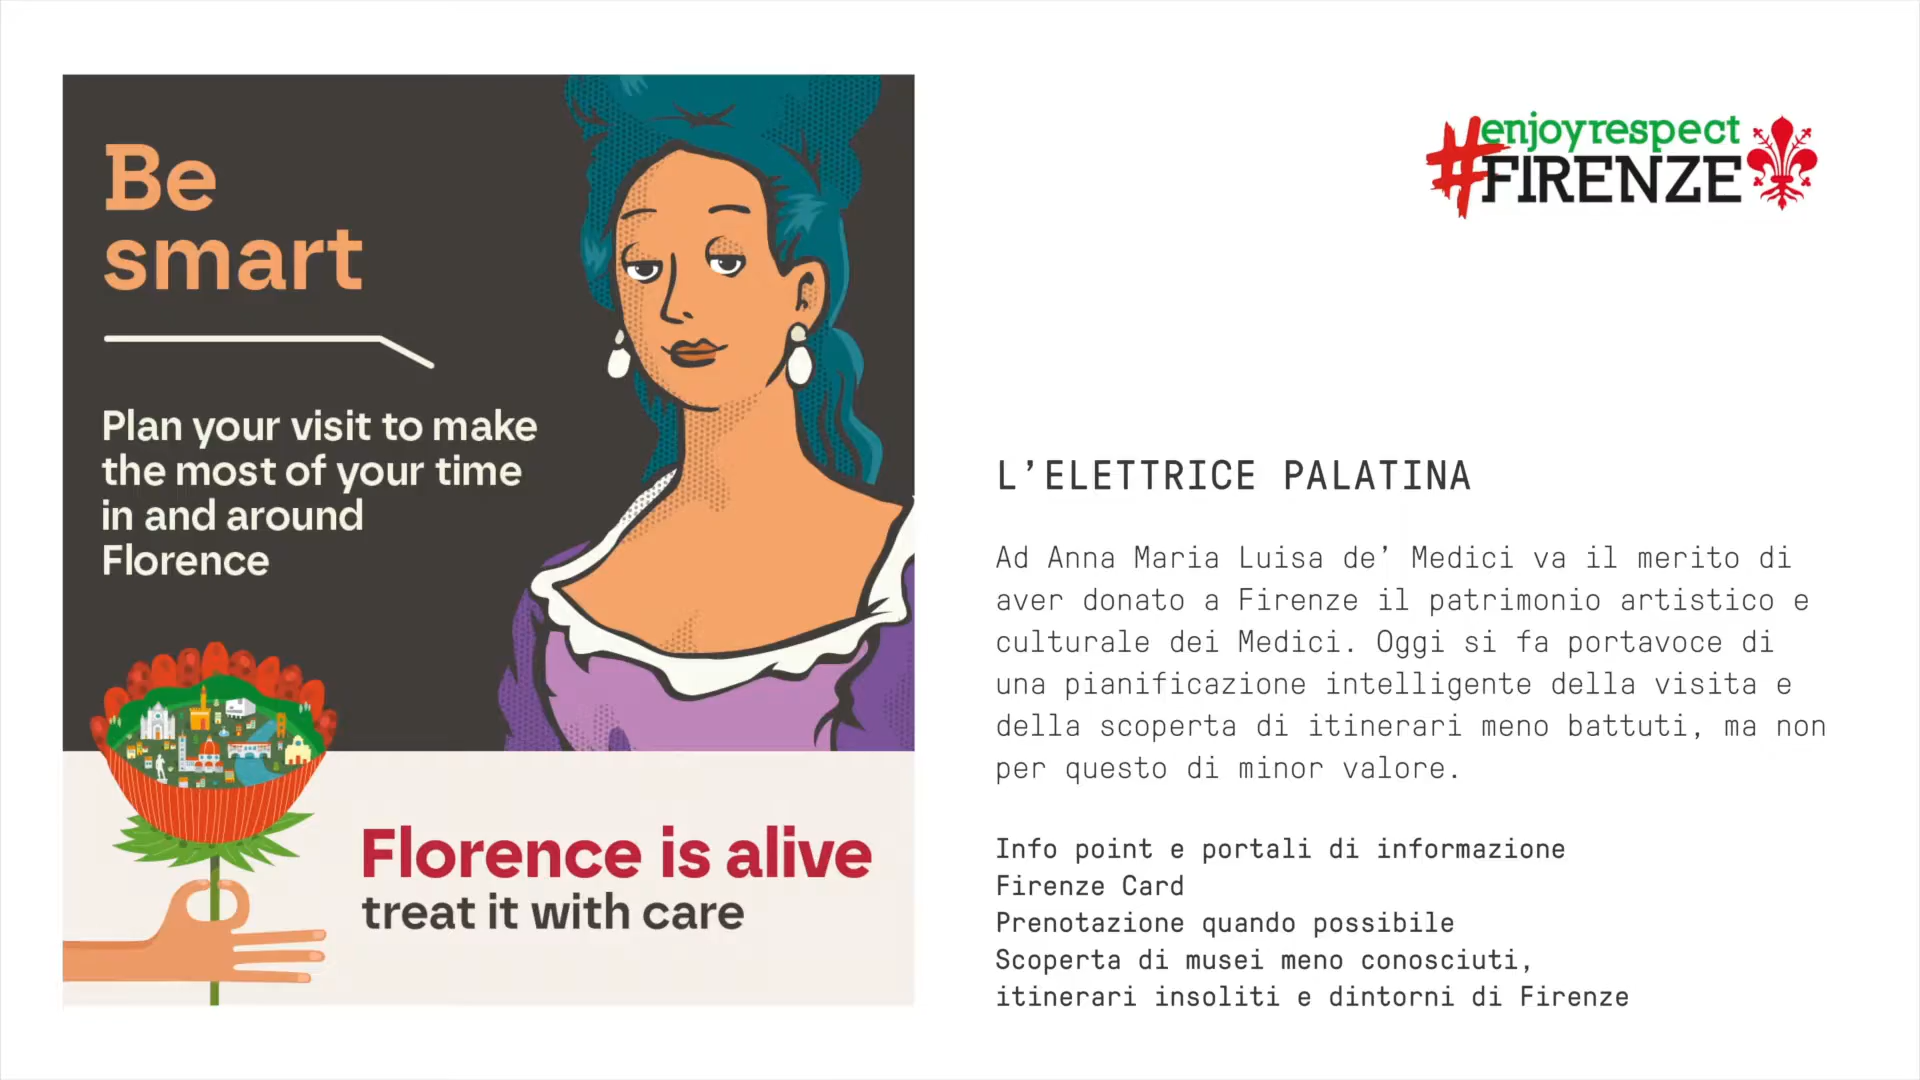 Be
smart
Plan your visit to make
the most of your time
in and around
Florence
Florence is alive
treat it with care
#enjoyrespect
FIRENZE
L’ELETTRICE PALATINA
Ad Anna Maria Luisa de’ Medici va il merito di
aver donato a Firenze il patrimonio artistico e
culturale dei Medici. Oggi si fa portavoce di
una pianificazione intelligente della visita e
della scoperta di itinerari meno battuti, ma non
per questo di minor valore.
Info point e portali di informazione
Firenze Card
Prenotazione quando possibile
Scoperta di musei meno conosciuti,
itinerari insoliti e dintorni di Firenze